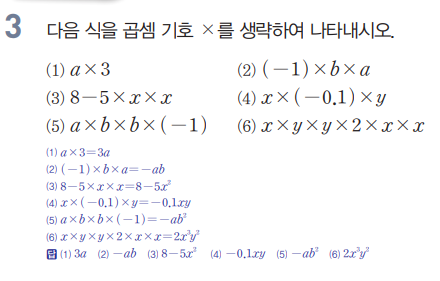 3 다음 식을 곱셈 기호 ×를 생략하여 나타내시오.
(1) a×3 (2) (−1)×b×a
(3) 8−5×x×x (4) x×(−0.1)×y
(5) a×b×b×(−1) (6) x×y×y×2×x×x
(1) a×3=3a
(2) (−1)×b×a=−ab
(3) 8−5×x×x=8−5x²
(4) x×(−0.1)×y=−0.1xy
(5) a×b×b×(−1)=−ab²
(6) x×y×y×2×x×x=2x³y²
답 (1) 3a (2) −ab (3) 8−5x² (4) −0.1xy (5) −ab² (6) 2x³y²